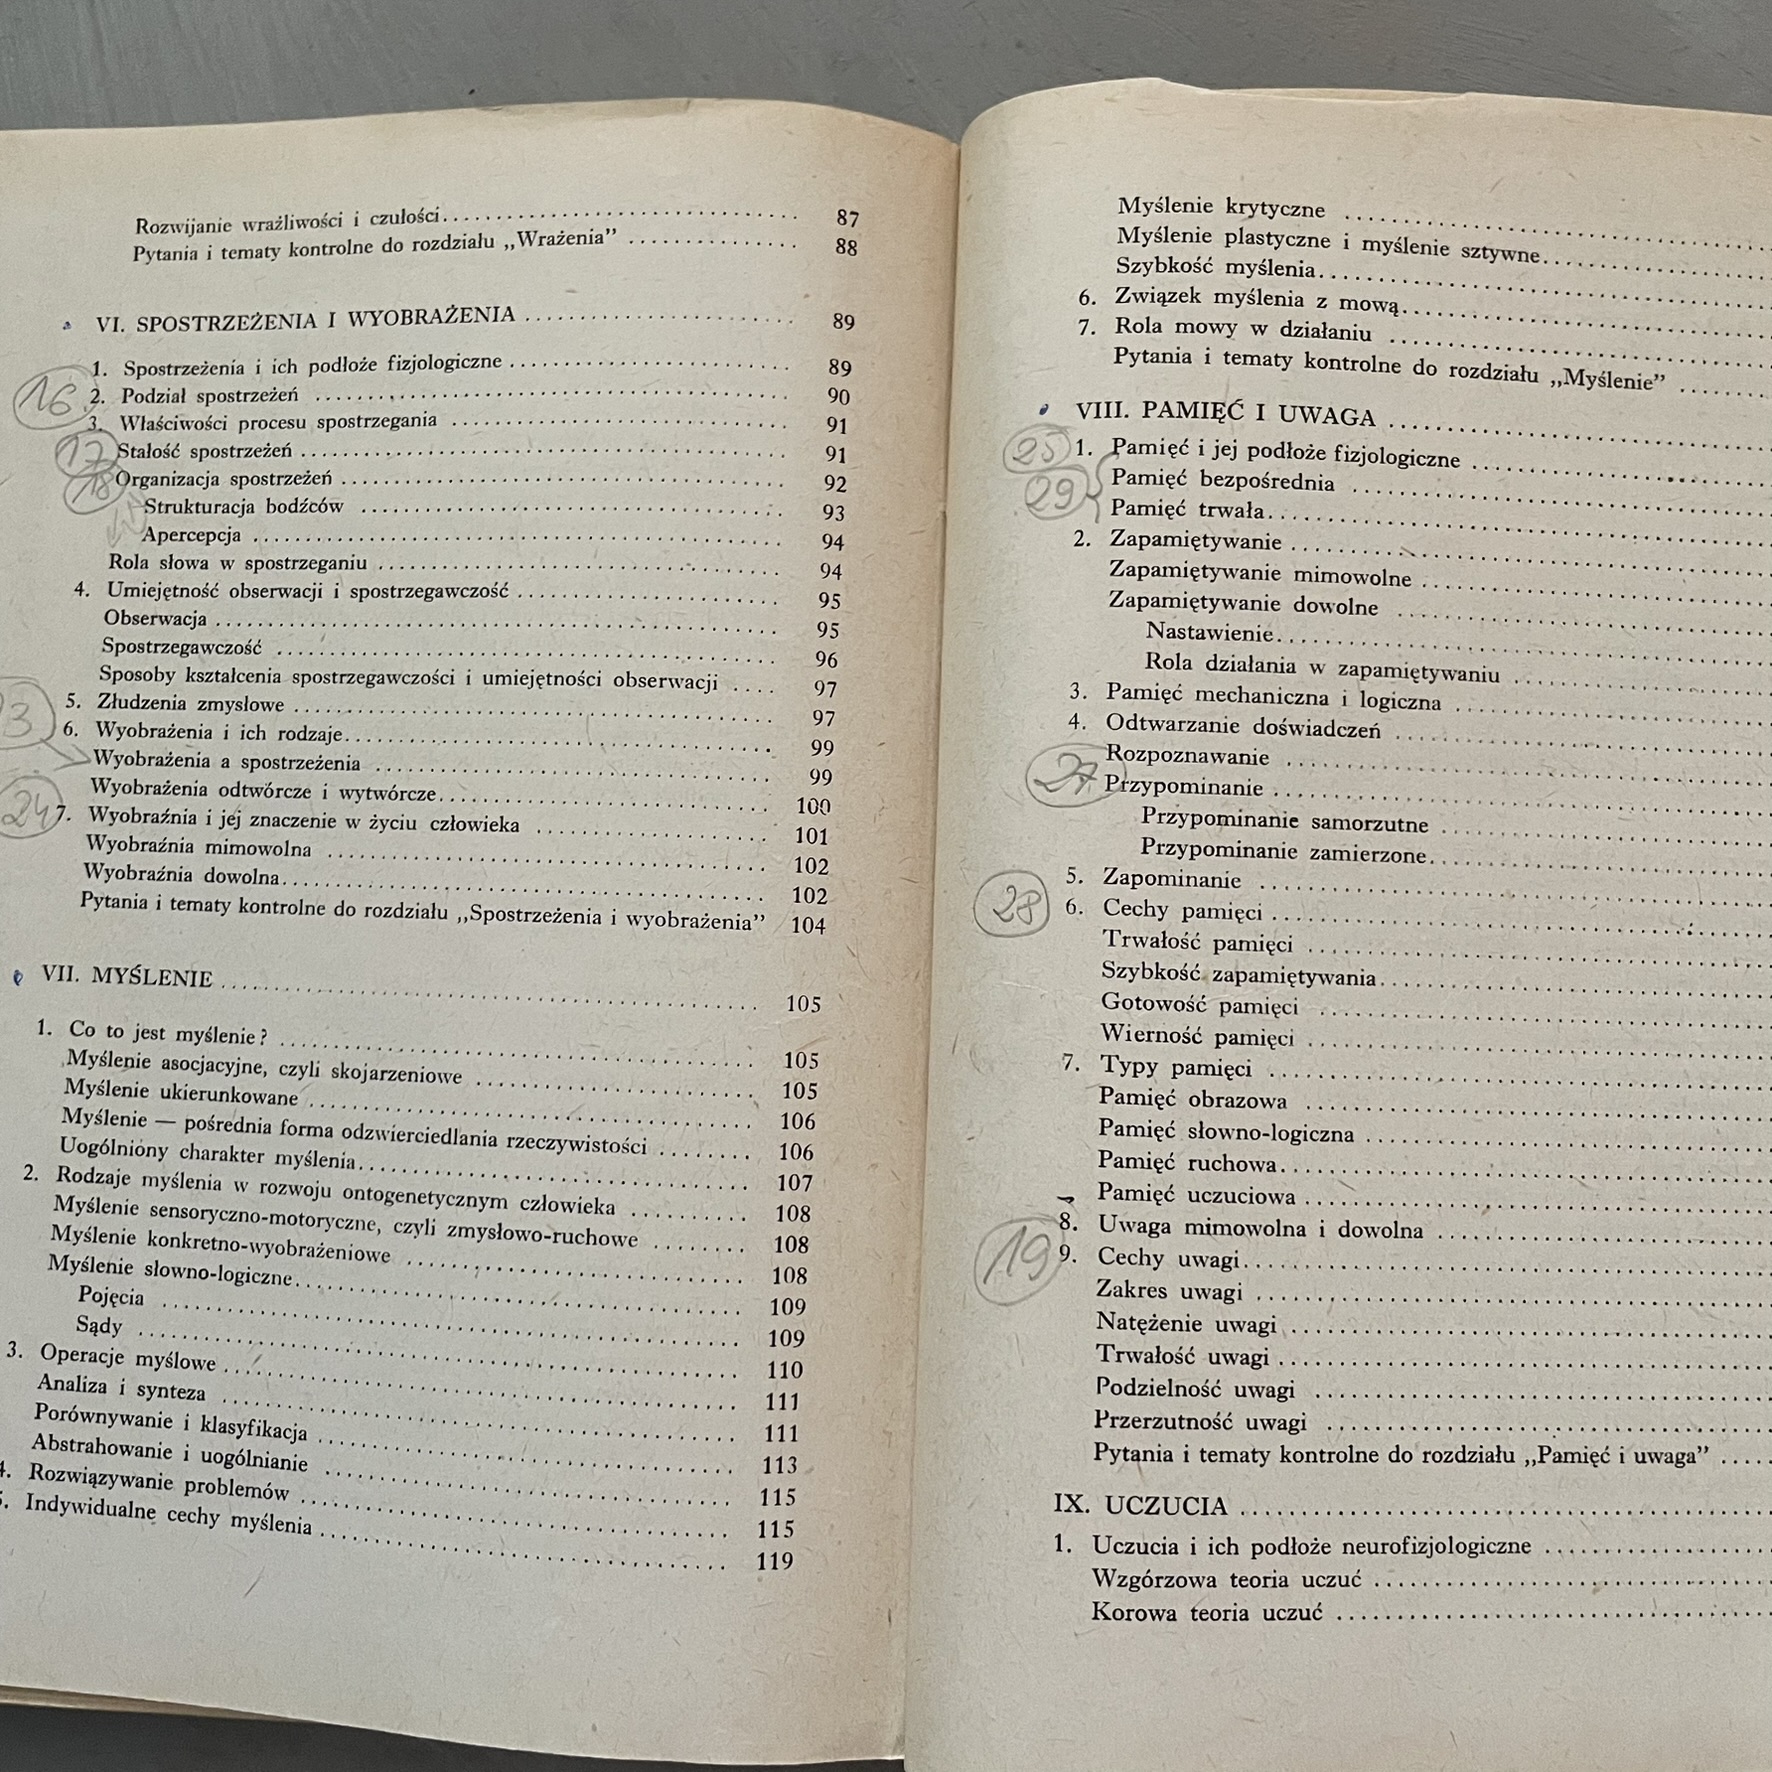 Rozwijanie wrażliwości i czułości ........ 87
Pytania i tematy kontrolne do rozdziału „Wrażenia” ........ 88
VI. SPOSTRZEŻENIA I WYOBRAŻENIA ........ 89
1. Spostrzeżenia i ich podłoże fizjologiczne ........ 89
16 2. Podział spostrzeżeń ........ 90
3. Właściwości procesu spostrzegania ........ 91
17 Stałość spostrzeżeń ........ 91
18 Organizacja spostrzeżeń ........ 92
Strukturacja bodźców ........ 93
Apercepcja ........ 94
Rola słowa w spostrzeganiu ........ 94
4. Umiejętność obserwacji i spostrzegawczość ........ 95
Obserwacja ........ 95
Spostrzegawczość ........ 96
Sposoby kształcenia spostrzegawczości i umiejętności obserwacji .... 97
5. Złudzenia zmysłowe ........ 97
3 6. Wyobrażenia i ich rodzaje ........ 99
Wyobrażenia a spostrzeżenia ........ 99
Wyobrażenia odtwórcze i wytwórcze ........ 100
24 7. Wyobraźnia i jej znaczenie w życiu człowieka ........ 101
Wyobraźnia mimowolna ........ 102
Wyobraźnia dowolna ........ 102
Pytania i tematy kontrolne do rozdziału „Spostrzeżenia i wyobrażenia” 104
VII. MYŚLENIE ........ 105
1. Co to jest myślenie? ........ 105
Myślenie asocjacyjne, czyli skojarzeniowe ........ 105
Myślenie ukierunkowane ........ 106
Myślenie — pośrednia forma odzwierciedlania rzeczywistości ........ 106
Uogólniony charakter myślenia ........ 107
2. Rodzaje myślenia w rozwoju ontogenetycznym człowieka ........ 108
Myślenie sensoryczno-motoryczne, czyli zmysłowo-ruchowe ........ 108
Myślenie konkretno-wyobrażeniowe ........ 108
Myślenie słowno-logiczne ........ 109
Pojęcia ........ 109
Sądy ........ 110
3. Operacje myślowe ........ 111
Analiza i synteza ........ 111
Porównywanie i klasyfikacja ........ 113
Abstrahowanie i uogólnianie ........ 115
4. Rozwiązywanie problemów ........ 115
5. Indywidualne cechy myślenia ........ 119
Myślenie krytyczne ........
Myślenie plastyczne i myślenie sztywne ........
Szybkość myślenia ........
6. Związek myślenia z mową ........
7. Rola mowy w działaniu ........
Pytania i tematy kontrolne do rozdziału „Myślenie” ........
VIII. PAMIĘĆ I UWAGA ........
25 1. Pamięć i jej podłoże fizjologiczne ........
29 Pamięć bezpośrednia ........
Pamięć trwała ........
2. Zapamiętywanie ........
Zapamiętywanie mimowolne ........
Zapamiętywanie dowolne ........
Nastawienie ........
Rola działania w zapamiętywaniu ........
3. Pamięć mechaniczna i logiczna ........
4. Odtwarzanie doświadczeń ........
Rozpoznawanie ........
27 Przypominanie ........
Przypominanie samorzutne ........
Przypominanie zamierzone ........
5. Zapominanie ........
28 6. Cechy pamięci ........
Trwałość pamięci ........
Szybkość zapamiętywania ........
Gotowość pamięci ........
Wierność pamięci ........
7. Typy pamięci ........
Pamięć obrazowa ........
Pamięć słowno-logiczna ........
Pamięć ruchowa ........
Pamięć uczuciowa ........
8. Uwaga mimowolna i dowolna ........
19 9. Cechy uwagi ........
Zakres uwagi ........
Natężenie uwagi ........
Trwałość uwagi ........
Podzielność uwagi ........
Przerzutność uwagi ........
Pytania i tematy kontrolne do rozdziału „Pamięć i uwaga” ........
IX. UCZUCIA ........
1. Uczucia i ich podłoże neurofizjologiczne ........
Wzgórzowa teoria uczuć ........
Korowa teoria uczuć ........